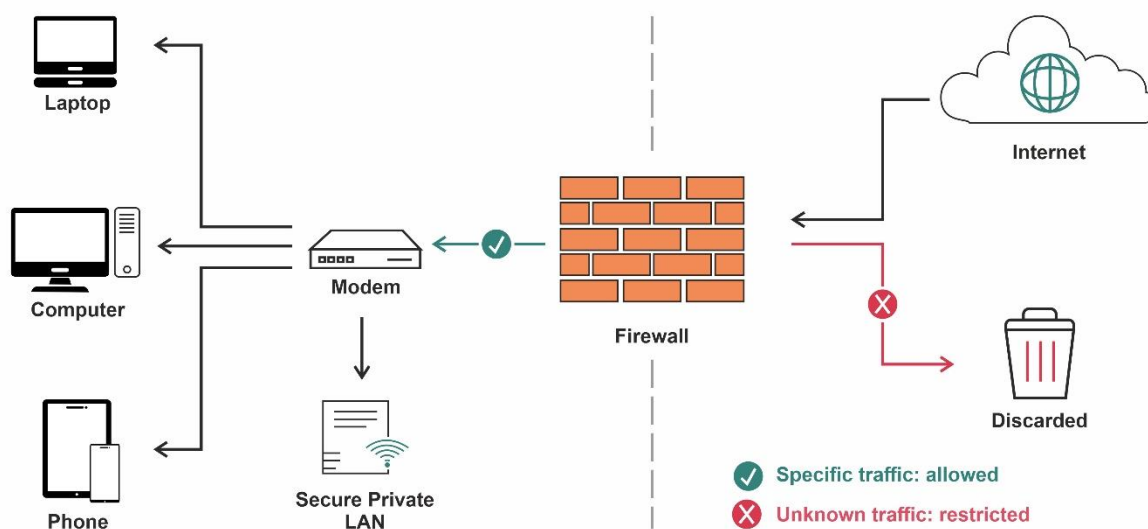 Laptop
Internet
Computer
Modem
Firewall
Discarded
Phone
Secure Private
LAN
Specific traffic: allowed
Unknown traffic: restricted